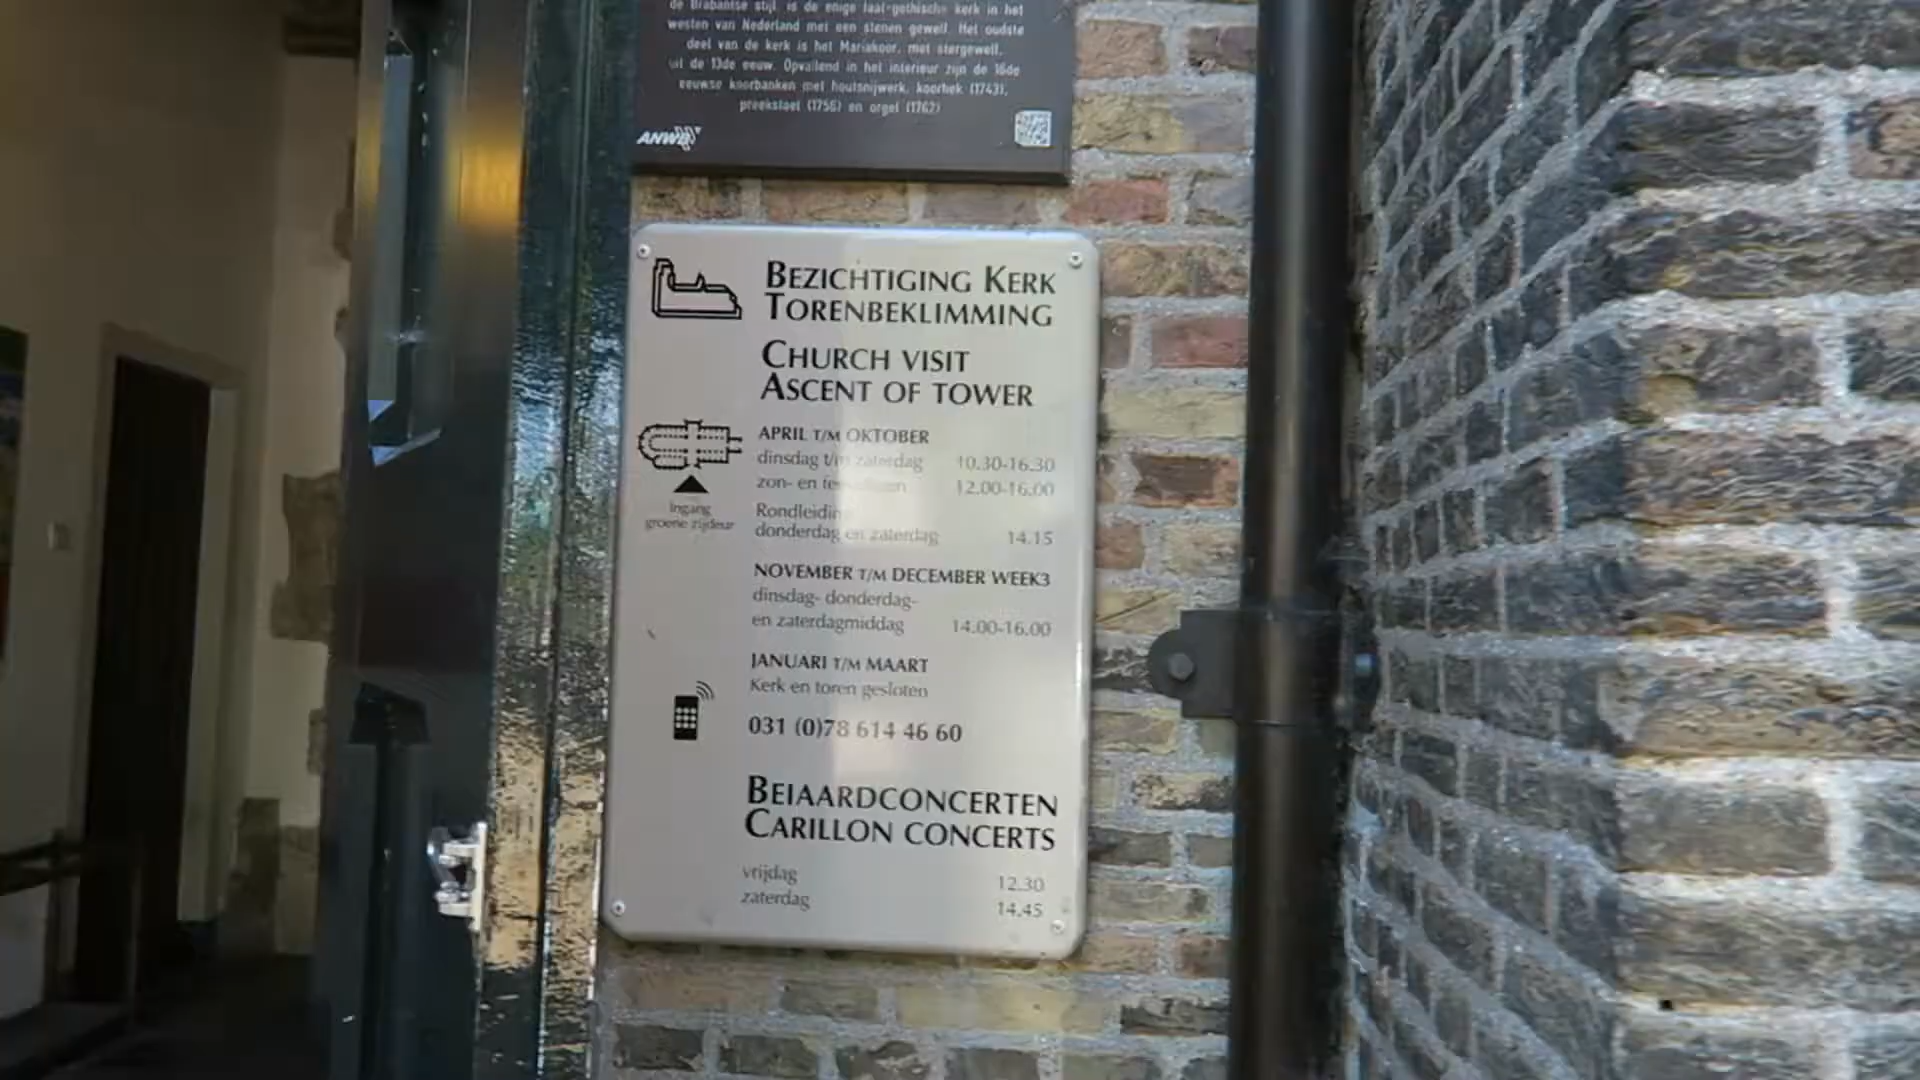 de Brabantse stijl, is de enige laat-gothische kerk in het
westen van Nederland met een stenen gewelf. Het oudste
deel van de kerk is het Mariakoor, met stergewelf,
uit de 13de eeuw. Opvallend in het interieur zijn de 16de
eeuwse koorbanken met houtsnijwerk, koorhek (1743),
preekstoel (1756) en orgel (1762)
ANWB
BEZICHTIGING KERK
TORENBEKLIMMING
CHURCH VISIT
ASCENT OF TOWER
APRIL T/M OKTOBER
dinsdag t/m zaterdag 10.30-16.30
zon- en feestdagen 12.00-16.00
Ingang
groene zijdeur
Rondleiding
donderdag en zaterdag 14.15
NOVEMBER T/M DECEMBER WEEK3
dinsdag- donderdag-
en zaterdagmiddag 14.00-16.00
JANUARI T/M MAART
Kerk en toren gesloten
031 (0)78 614 46 60
BEIAARDCONCERTEN
CARILLON CONCERTS
vrijdag 12.30
zaterdag 14.45